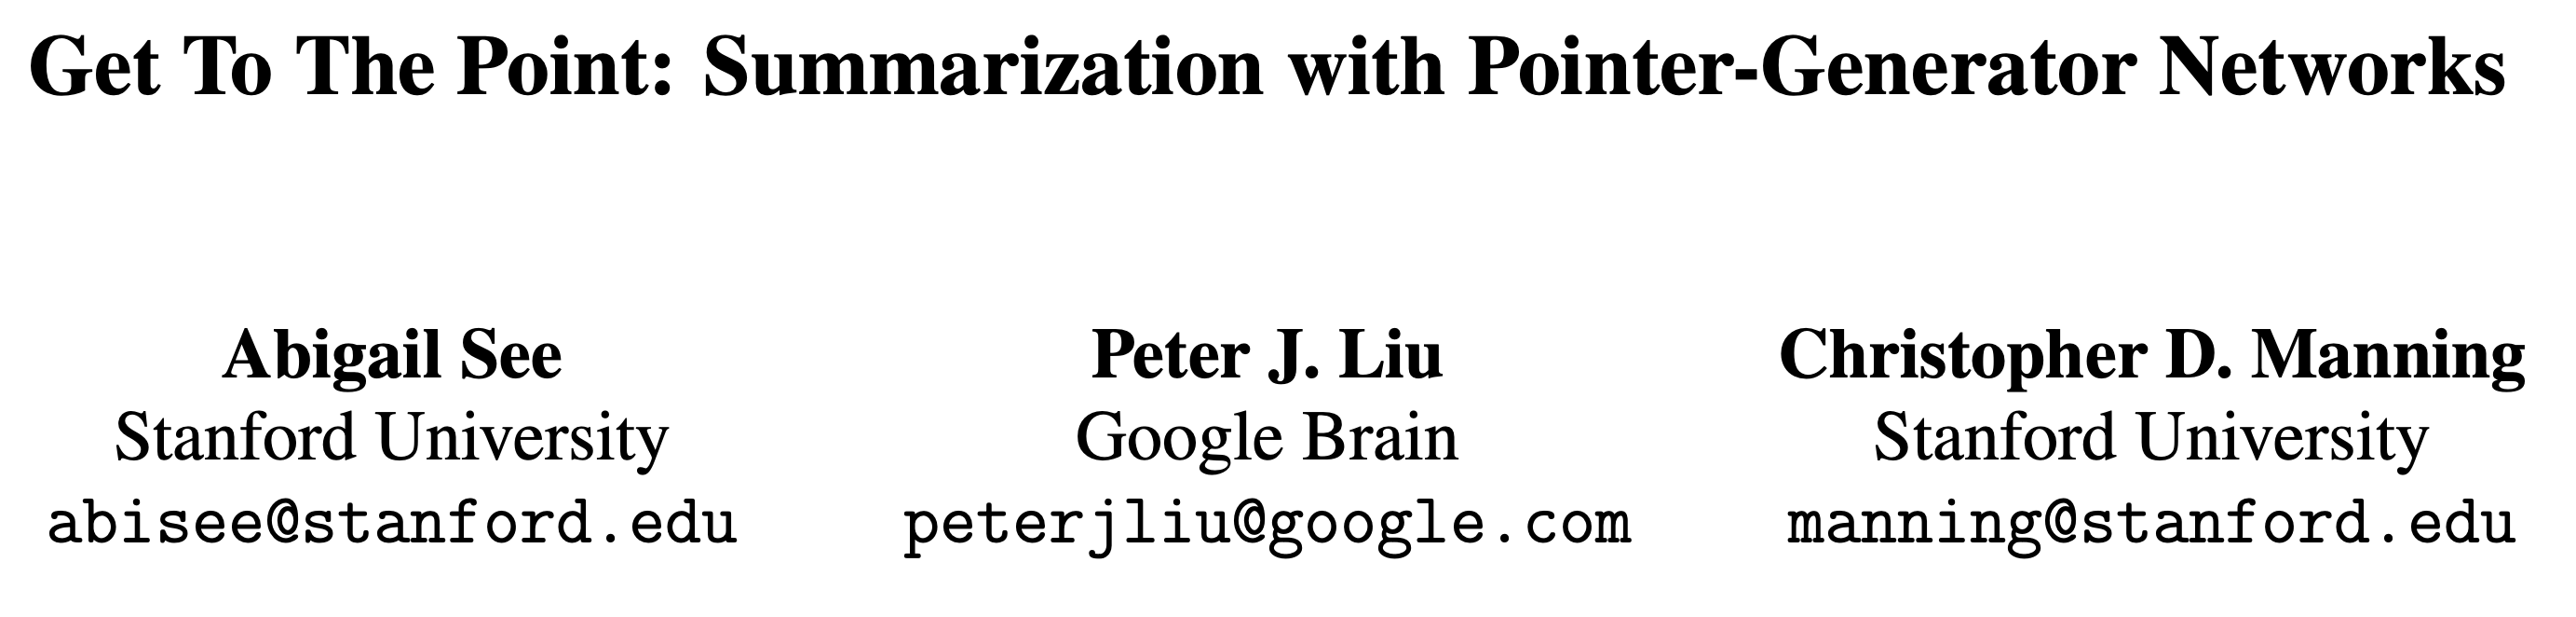 Get To The Point: Summarization with Pointer-Generator Networks
Abigail See
Stanford University
abisee@stanford.edu
Peter J. Liu
Google Brain
peterjliu@google.com
Christopher D. Manning
Stanford University
manning@stanford.edu